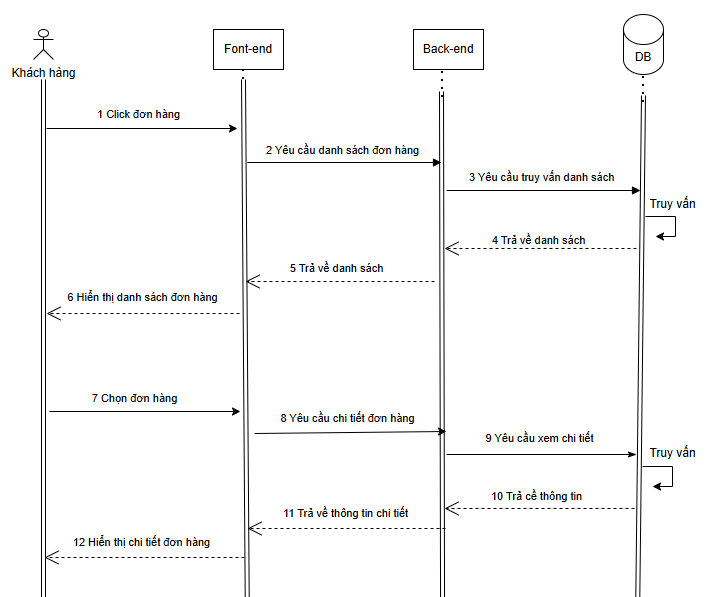 Khách hàng
Font-end
Back-end
DB
1 Click đơn hàng
2 Yêu cầu danh sách đơn hàng
3 Yêu cầu truy vấn danh sách
Truy vấn
4 Trả về danh sách
5 Trả về danh sách
6 Hiển thị danh sách đơn hàng
7 Chọn đơn hàng
8 Yêu cầu chi tiết đơn hàng
9 Yêu cầu xem chi tiết
Truy vấn
10 Trả cề thông tin
11 Trả về thông tin chi tiết
12 Hiển thị chi tiết đơn hàng